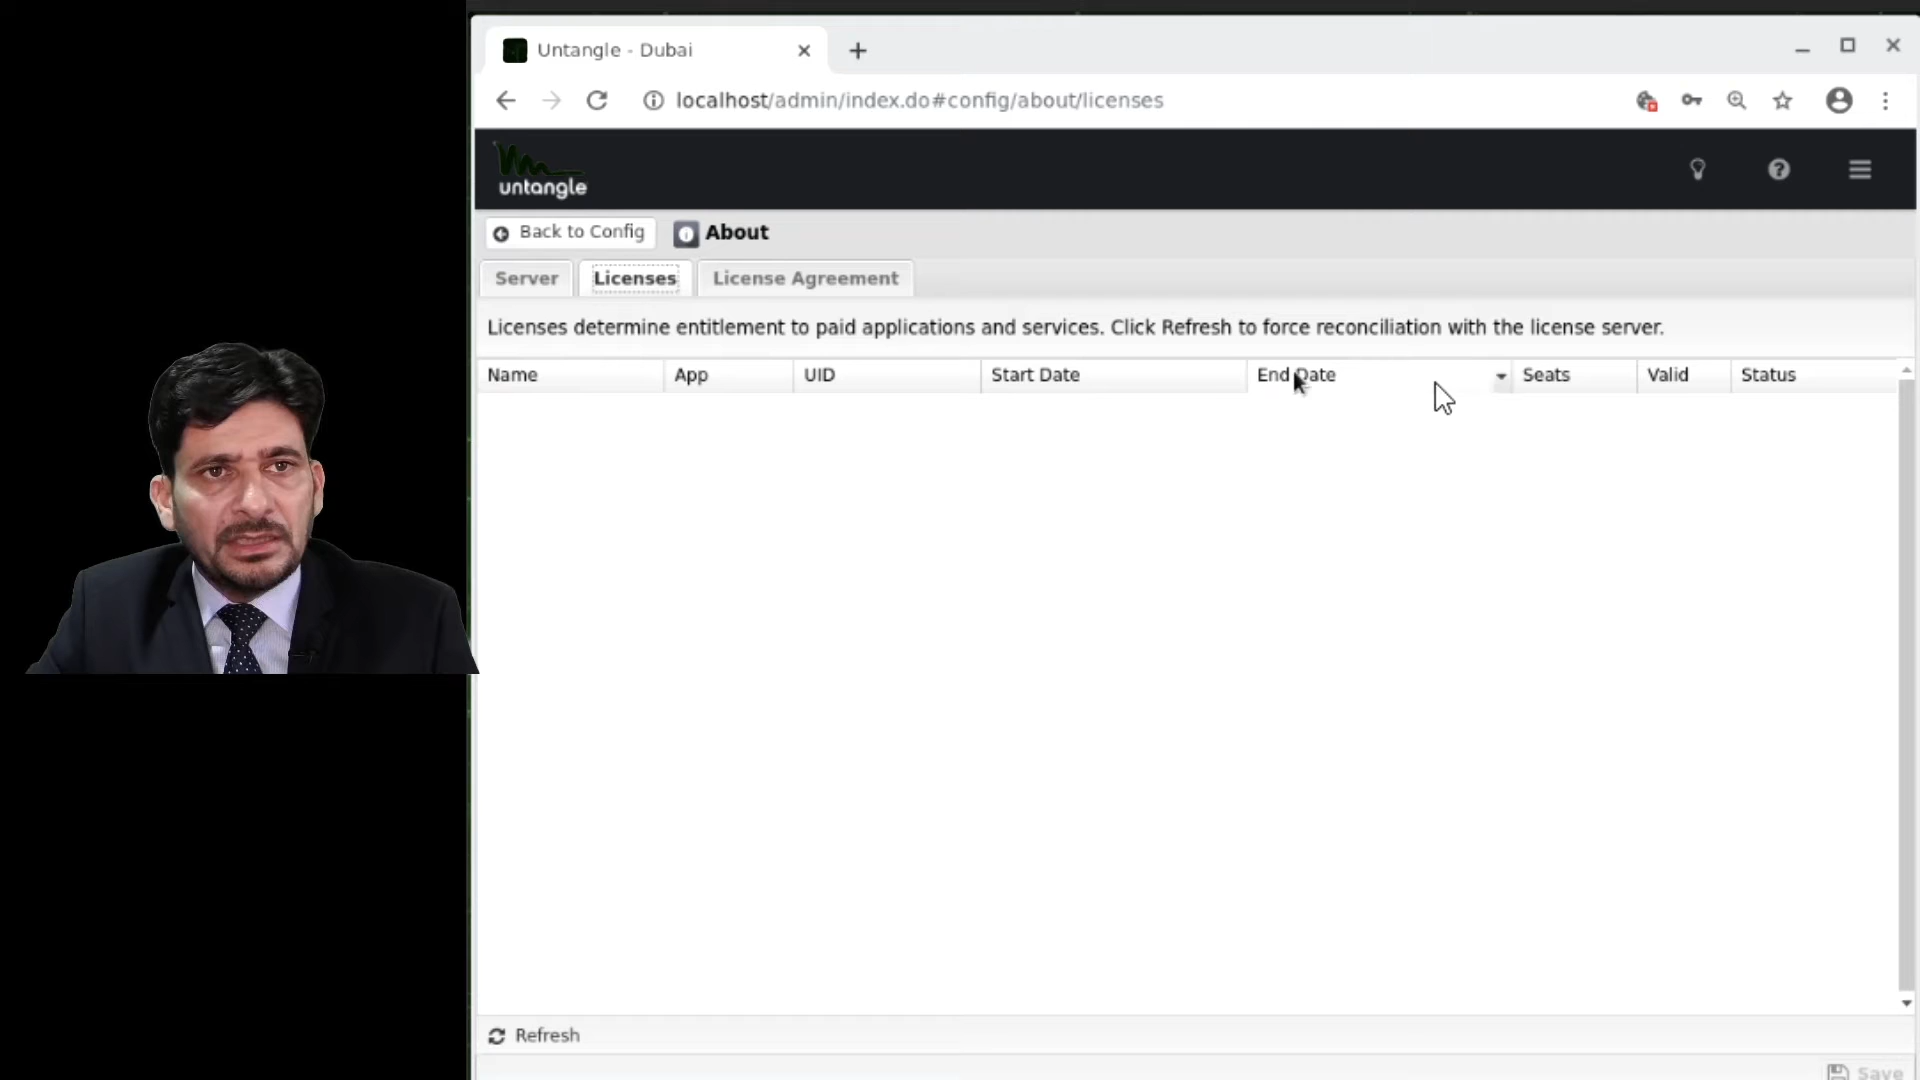 Untangle - Dubai
localhost/admin/index.do#config/about/licenses
untangle
Back to Config
About
Server
Licenses
License Agreement
Licenses determine entitlement to paid applications and services. Click Refresh to force reconciliation with the license server.
Name App UID Start Date End Date Seats Valid Status
Refresh
Save